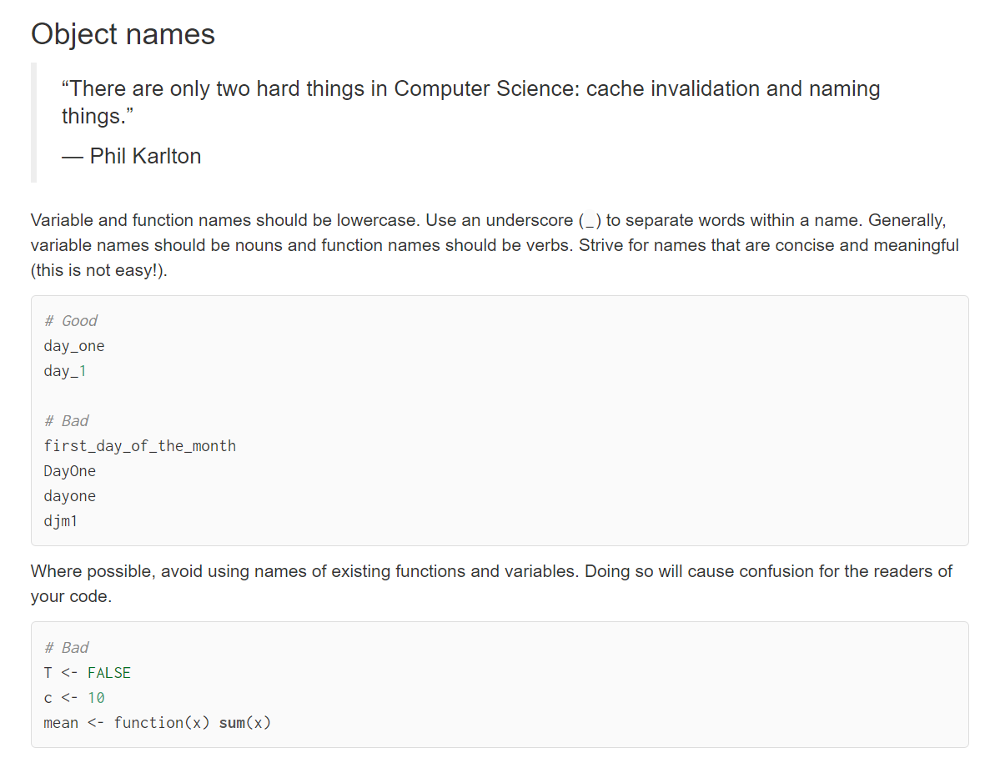 Object names
“There are only two hard things in Computer Science: cache invalidation and naming
things.”
— Phil Karlton
Variable and function names should be lowercase. Use an underscore (_) to separate words within a name. Generally,
variable names should be nouns and function names should be verbs. Strive for names that are concise and meaningful
(this is not easy!).
# Good
day_one
day_1
# Bad
first_day_of_the_month
DayOne
dayone
djm1
Where possible, avoid using names of existing functions and variables. Doing so will cause confusion for the readers of
your code.
# Bad
T <- FALSE
c <- 10
mean <- function(x) sum(x)